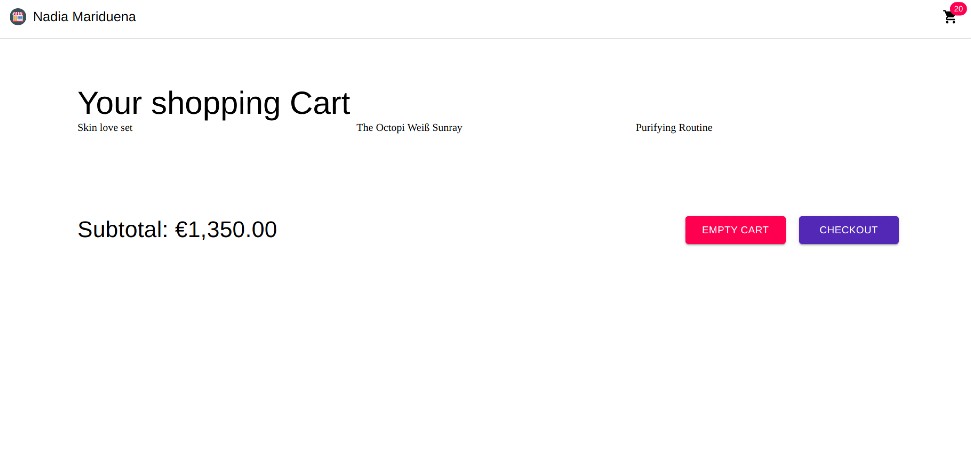 Nadia Mariduena
20
Your shopping Cart
Skin love set
The Octopi Weiß Sunray
Purifying Routine
Subtotal: €1,350.00
EMPTY CART
CHECKOUT